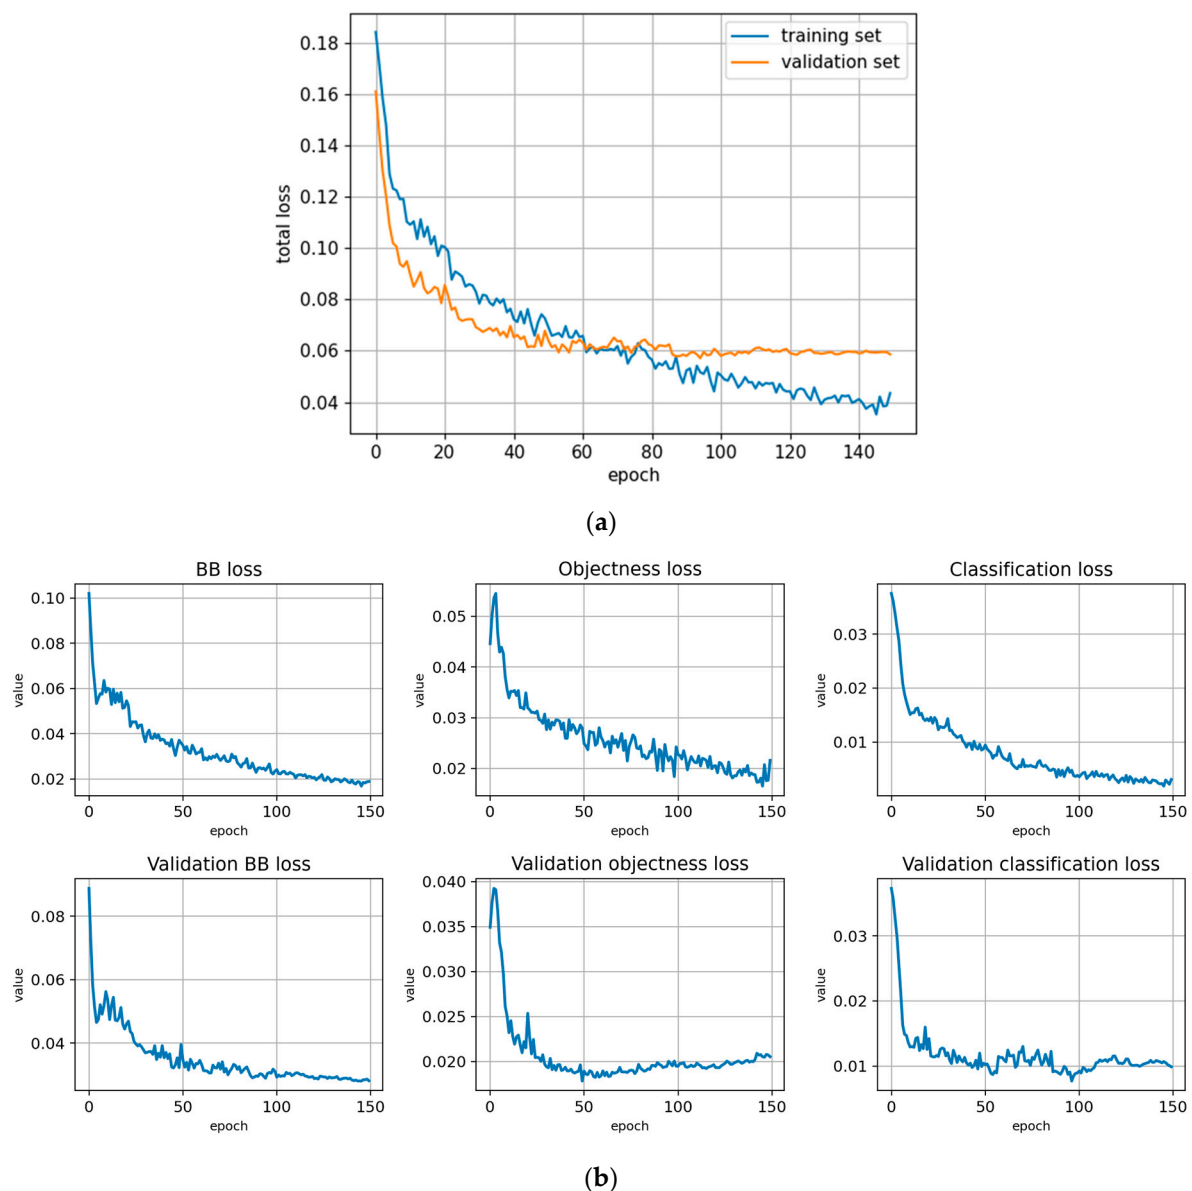 training set
validation set
0.18
0.16
0.14
0.12
0.10
0.08
0.06
0.04
total loss
0 20 40 60 80 100 120 140
epoch
(a)
BB loss
0.10
0.08
0.06
0.04
0.02
value
0 50 100 150
epoch
Objectness loss
0.05
0.04
0.03
0.02
value
0 50 100 150
epoch
Classification loss
0.03
0.02
0.01
value
0 50 100 150
epoch
Validation BB loss
0.08
0.06
0.04
value
0 50 100 150
epoch
Validation objectness loss
0.040
0.035
0.030
0.025
0.020
value
0 50 100 150
epoch
Validation classification loss
0.03
0.02
0.01
value
0 50 100 150
epoch
(b)